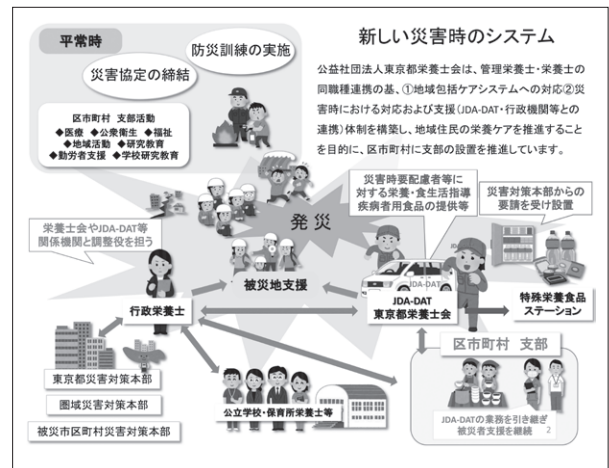 平常時
防災訓練の実施
災害協定の締結
区市町村 支部活動
◆医療 ◆公衆衛生 ◆福祉
◆地域活動 ◆研究教育
◆勤労者支援 ◆学校研究教育
新しい災害時のシステム
公益社団法人東京都栄養士会は、管理栄養士・栄養士の
同職種連携の基、①地域包括ケアシステムへの対応②災
害時における対応および支援(JDA-DAT・行政機関等との
連携)体制を構築し、地域住民の栄養ケアを推進すること
を目的に、区市町村に支部の設置を推進しています。
発災
災害時要配慮者等に
対する栄養・食生活指導
疾病者用食品の提供等
災害対策本部からの
要請を受け設置
栄養士会やJDA-DAT等
関係機関と調整役を担う
被災地支援
JDA-DAT
JDA-DAT
行政栄養士
JDA-DAT
東京都栄養士会
特殊栄養食品
ステーション
区市町村 支部
東京都災害対策本部
圏域災害対策本部
被災市区町村災害対策本部
公立学校・保育所栄養士等
JDA-DATの業務を引き継ぎ
被災者支援を継続
2